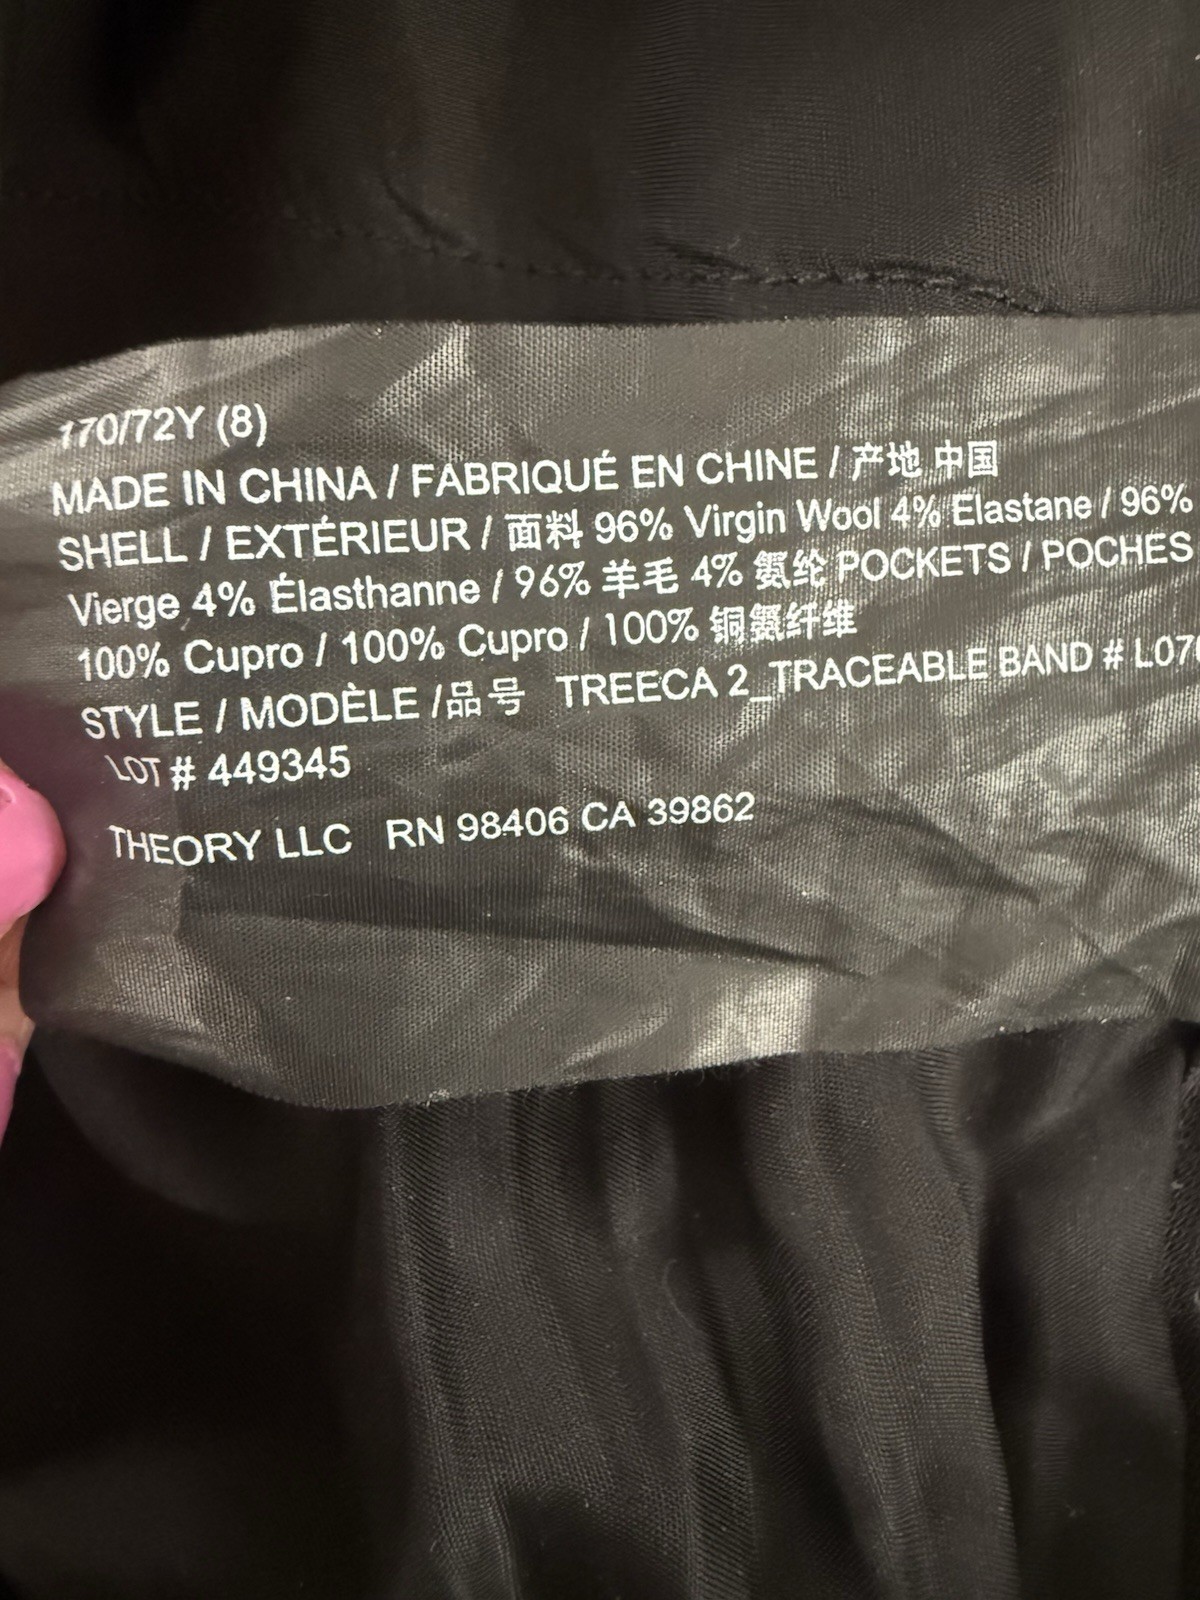 170/72Y (8)
MADE IN CHINA / FABRIQUÉ EN CHINE / 产地 中国
SHELL / EXTÉRIEUR / 面料 96% Virgin Wool 4% Elastane / 96%
Vierge 4% Élasthanne / 96% 羊毛 4% 氨纶 POCKETS / POCHES
100% Cupro / 100% Cupro / 100% 铜氨纤维
STYLE / MODÈLE /品号 TREECA 2_TRACEABLE BAND #
LOT # 449345
THEORY LLC RN 98406 CA 39862